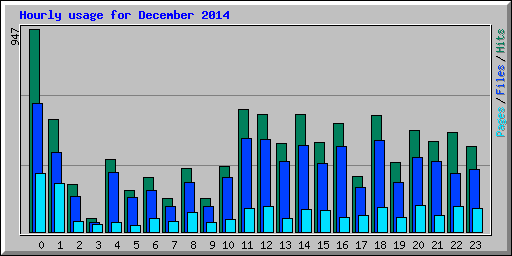 Hourly usage for December 2014
947
Pages/Files/Hits
0 1 2 3 4 5 6 7 8 9 10 11 12 13 14 15 16 17 18 19 20 21 22 23